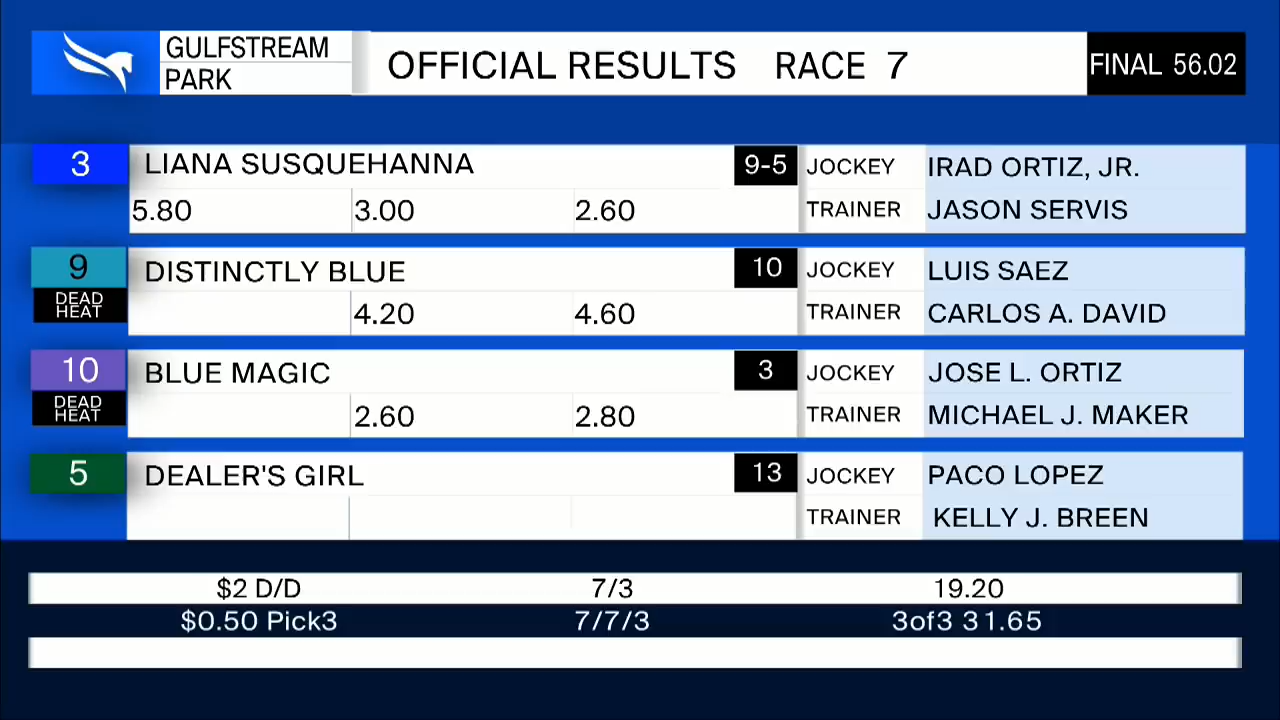 GULFSTREAM
PARK
OFFICIAL RESULTS RACE 7
FINAL 56.02
3 LIANA SUSQUEHANNA 9-5 JOCKEY IRAD ORTIZ, JR.
5.80 3.00 2.60 TRAINER JASON SERVIS
9 DISTINCTLY BLUE 10 JOCKEY LUIS SAEZ
DEAD
HEAT
4.20 4.60 TRAINER CARLOS A. DAVID
10 BLUE MAGIC 3 JOCKEY JOSE L. ORTIZ
DEAD
HEAT
2.60 2.80 TRAINER MICHAEL J. MAKER
5 DEALER'S GIRL 13 JOCKEY PACO LOPEZ
TRAINER KELLY J. BREEN
$2 D/D 7/3 19.20
$0.50 Pick3 7/7/3 3of3 31.65